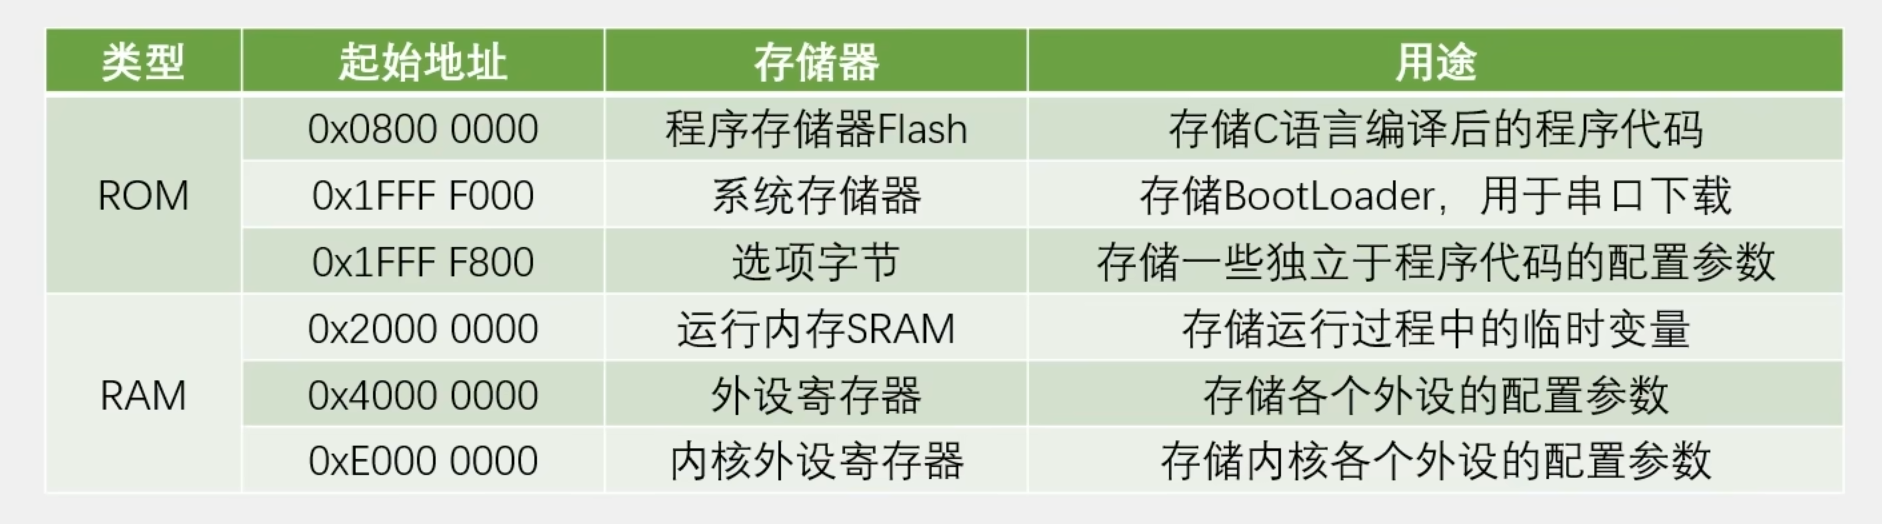 类型 起始地址 存储器 用途
ROM 0x0800 0000 程序存储器Flash 存储C语言编译后的程序代码
0x1FFF F000 系统存储器 存储BootLoader，用于串口下载
0x1FFF F800 选项字节 存储一些独立于程序代码的配置参数
RAM 0x2000 0000 运行内存SRAM 存储运行过程中的临时变量
0x4000 0000 外设寄存器 存储各个外设的配置参数
0xE000 0000 内核外设寄存器 存储内核各个外设的配置参数